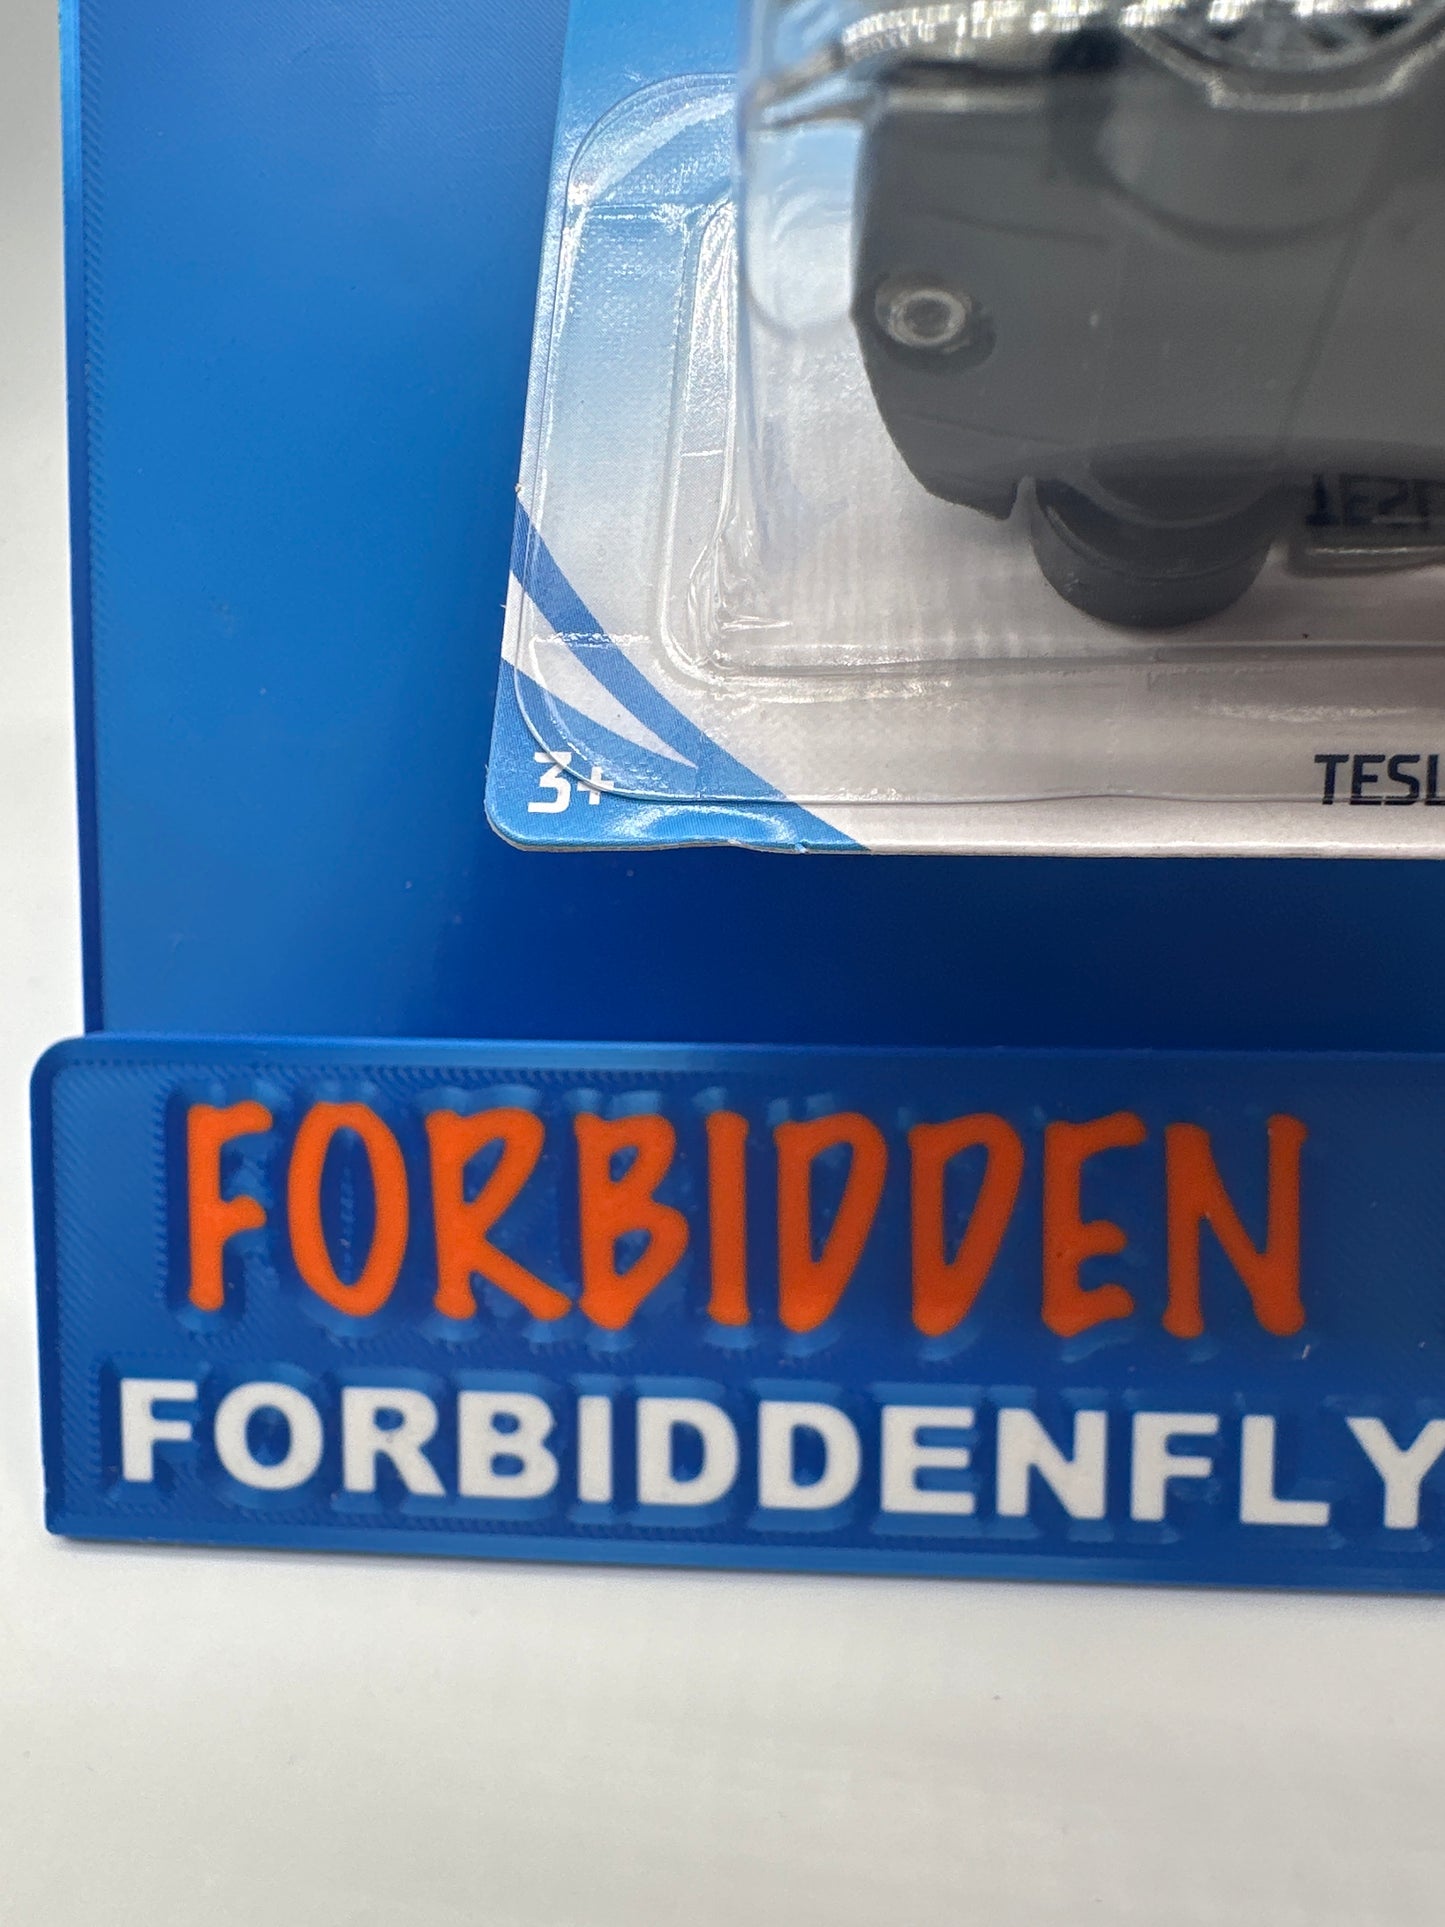 TESL
3+
FORBIDDEN
FORBIDDENFLY